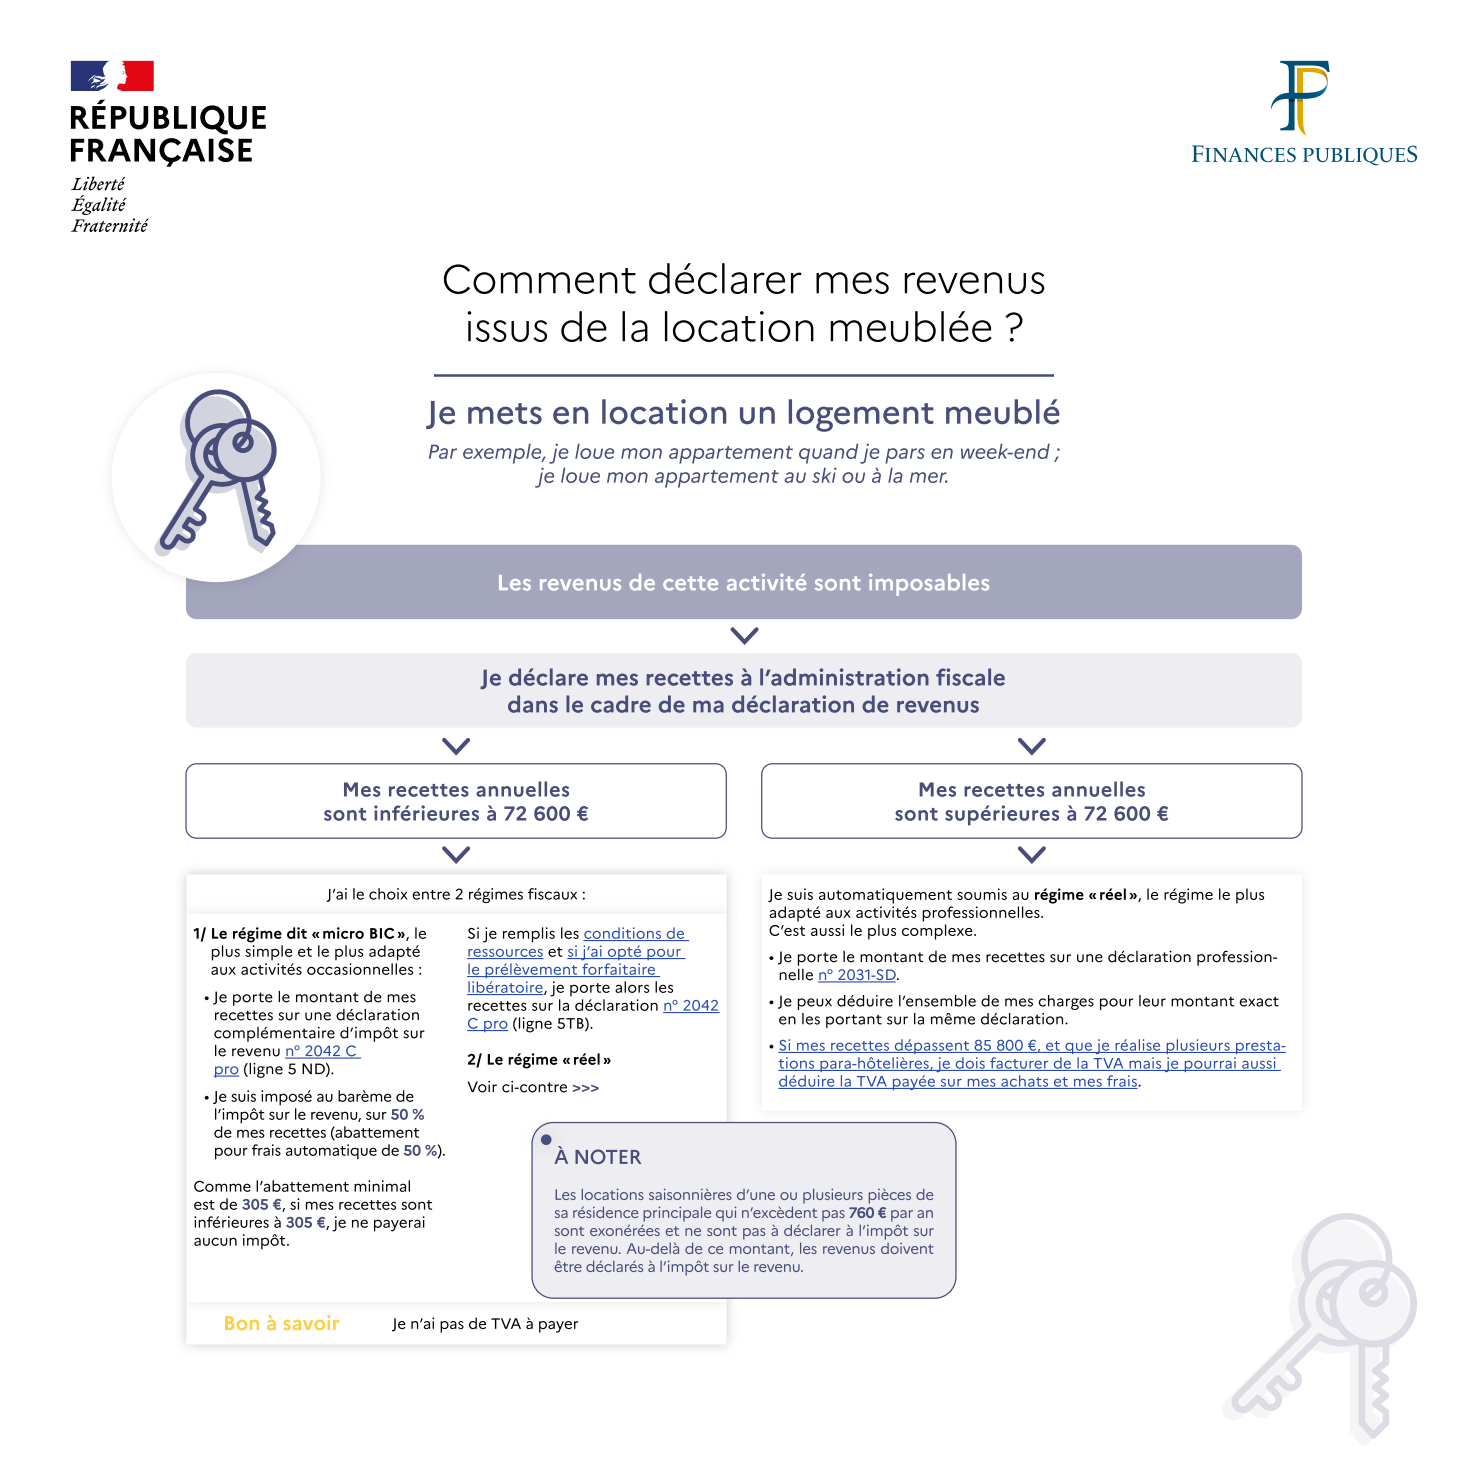 RÉPUBLIQUE
FRANÇAISE
Liberté
Égalité
Fraternité
FINANCES PUBLIQUES
Comment déclarer mes revenus
issus de la location meublée ?
Je mets en location un logement meublé
Par exemple, je loue mon appartement quand je pars en week-end ;
je loue mon appartement au ski ou à la mer.
Les revenus de cette activité sont imposables
Je déclare mes recettes à l’administration fiscale
dans le cadre de ma déclaration de revenus
Mes recettes annuelles
sont inférieures à 72 600 €
J’ai le choix entre 2 régimes fiscaux :
1/ Le régime dit « micro BIC », le
plus simple et le plus adapté
aux activités occasionnelles :
• Je porte le montant de mes
recettes sur une déclaration
complémentaire d’impôt sur
le revenu n° 2042 C
pro (ligne 5 ND).
• Je suis imposé au barème de
l’impôt sur le revenu, sur 50 %
de mes recettes (abattement
pour frais automatique de 50 %).
Comme l’abattement minimal
est de 305 €, si mes recettes sont
inférieures à 305 €, je ne payerai
aucun impôt.
Si je remplis les conditions de
ressources et si j’ai opté pour
le prélèvement forfaitaire
libératoire, je porte alors les
recettes sur la déclaration n° 2042
C pro (ligne 5TB).
2/ Le régime « réel »
Voir ci-contre >>>
Bon à savoir
Je n’ai pas de TVA à payer
Mes recettes annuelles
sont supérieures à 72 600 €
Je suis automatiquement soumis au régime « réel », le régime le plus
adapté aux activités professionnelles.
C’est aussi le plus complexe.
• Je porte le montant de mes recettes sur une déclaration profession-
nelle n° 2031-SD.
• Je peux déduire l’ensemble de mes charges pour leur montant exact
en les portant sur la même déclaration.
• Si mes recettes dépassent 85 800 €, et que je réalise plusieurs presta-
tions para-hôtelières, je dois facturer de la TVA mais je pourrai aussi
déduire la TVA payée sur mes achats et mes frais.
À NOTER
Les locations saisonnières d’une ou plusieurs pièces de
sa résidence principale qui n’excèdent pas 760 € par an
sont exonérées et ne sont pas à déclarer à l’impôt sur
le revenu. Au-delà de ce montant, les revenus doivent
être déclarés à l’impôt sur le revenu.